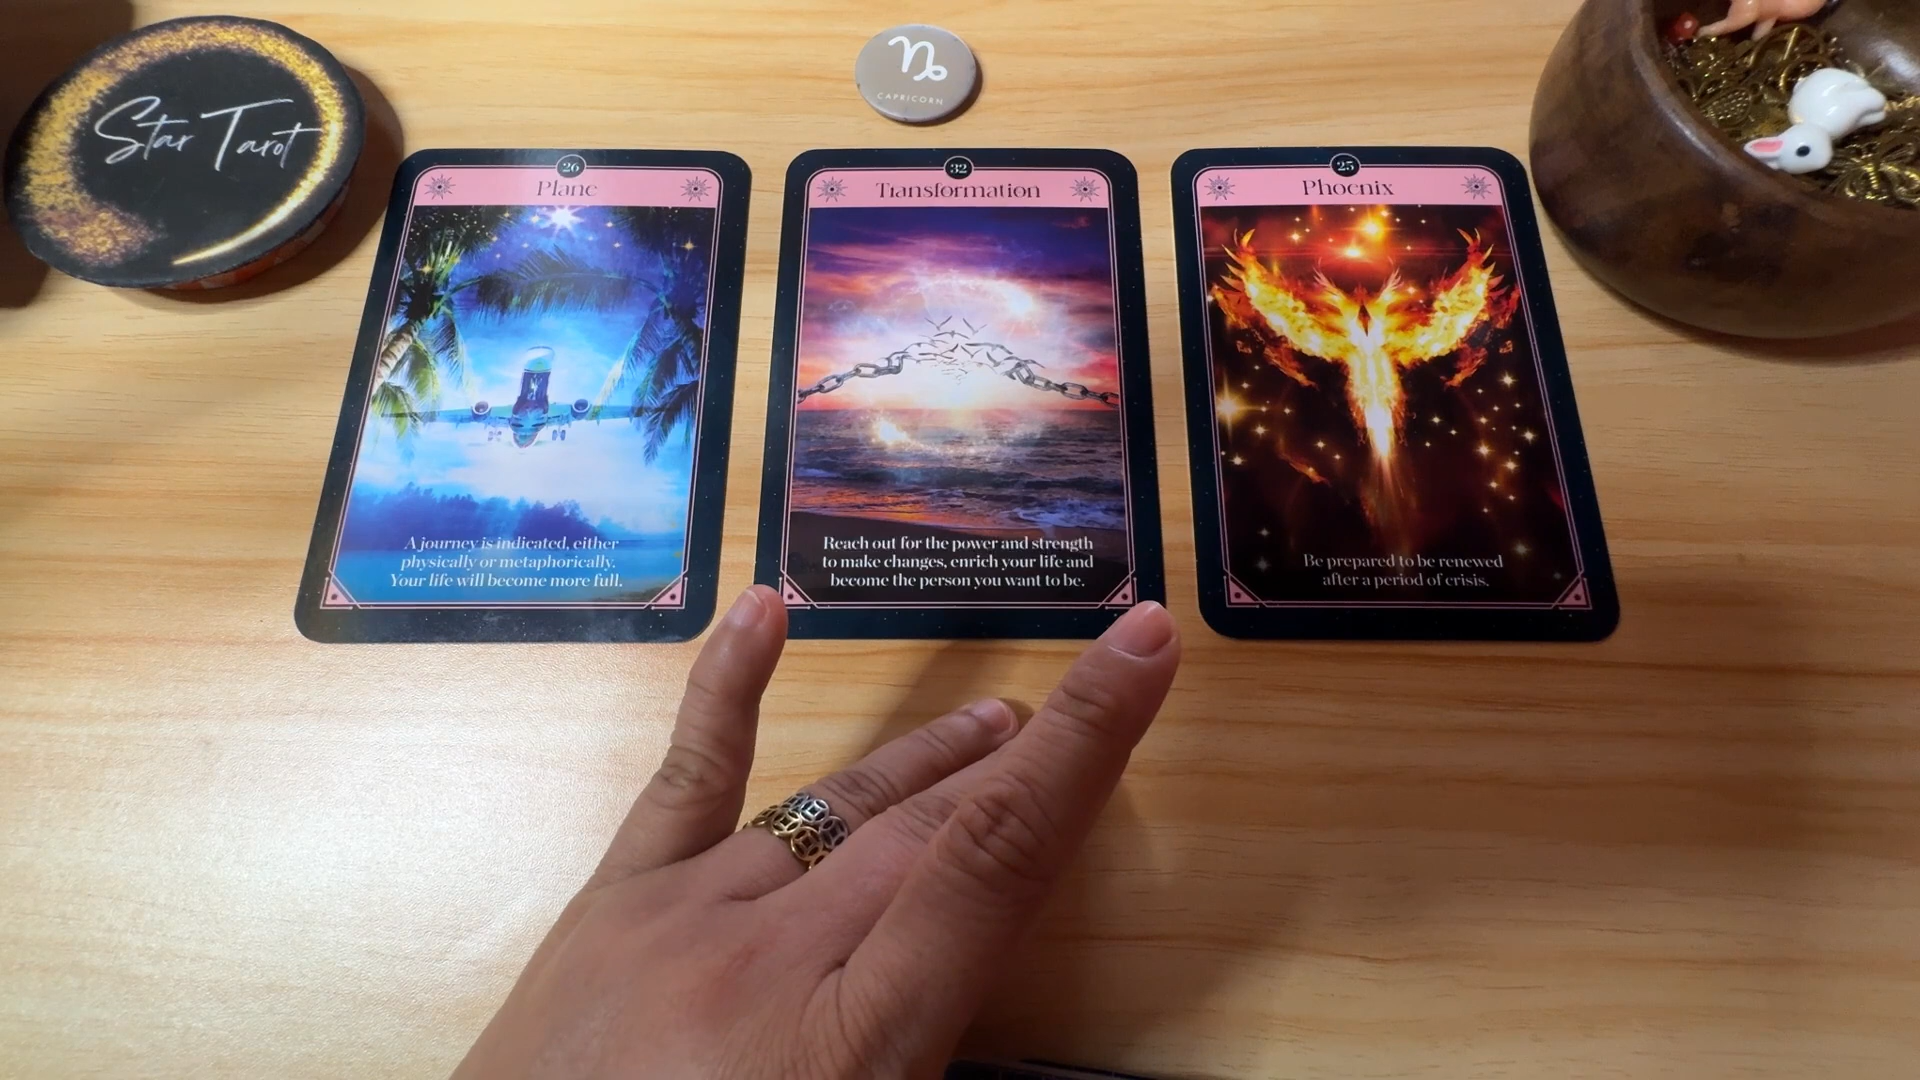 Star Tarot
CAPRICORN
26
Plane
A journey is indicated, either
physically or metaphorically.
Your life will become more full.
32
Transformation
Reach out for the power and strength
to make changes, enrich your life and
become the person you want to be.
25
Phoenix
Be prepared to be renewed
after a period of crisis.